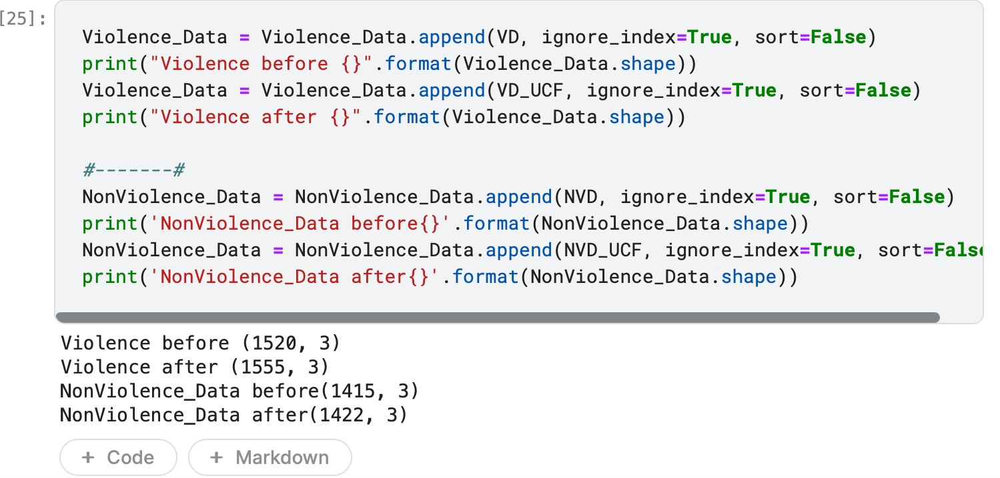 [25]:
Violence_Data = Violence_Data.append(VD, ignore_index=True, sort=False)
print("Violence before {}".format(Violence_Data.shape))
Violence_Data = Violence_Data.append(VD_UCF, ignore_index=True, sort=False)
print("Violence after {}".format(Violence_Data.shape))
#-------#
NonViolence_Data = NonViolence_Data.append(NVD, ignore_index=True, sort=False)
print('NonViolence_Data before{}'.format(NonViolence_Data.shape))
NonViolence_Data = NonViolence_Data.append(NVD_UCF, ignore_index=True, sort=False
print('NonViolence_Data after{}'.format(NonViolence_Data.shape))
Violence before (1520, 3)
Violence after (1555, 3)
NonViolence_Data before(1415, 3)
NonViolence_Data after(1422, 3)
+ Code + Markdown